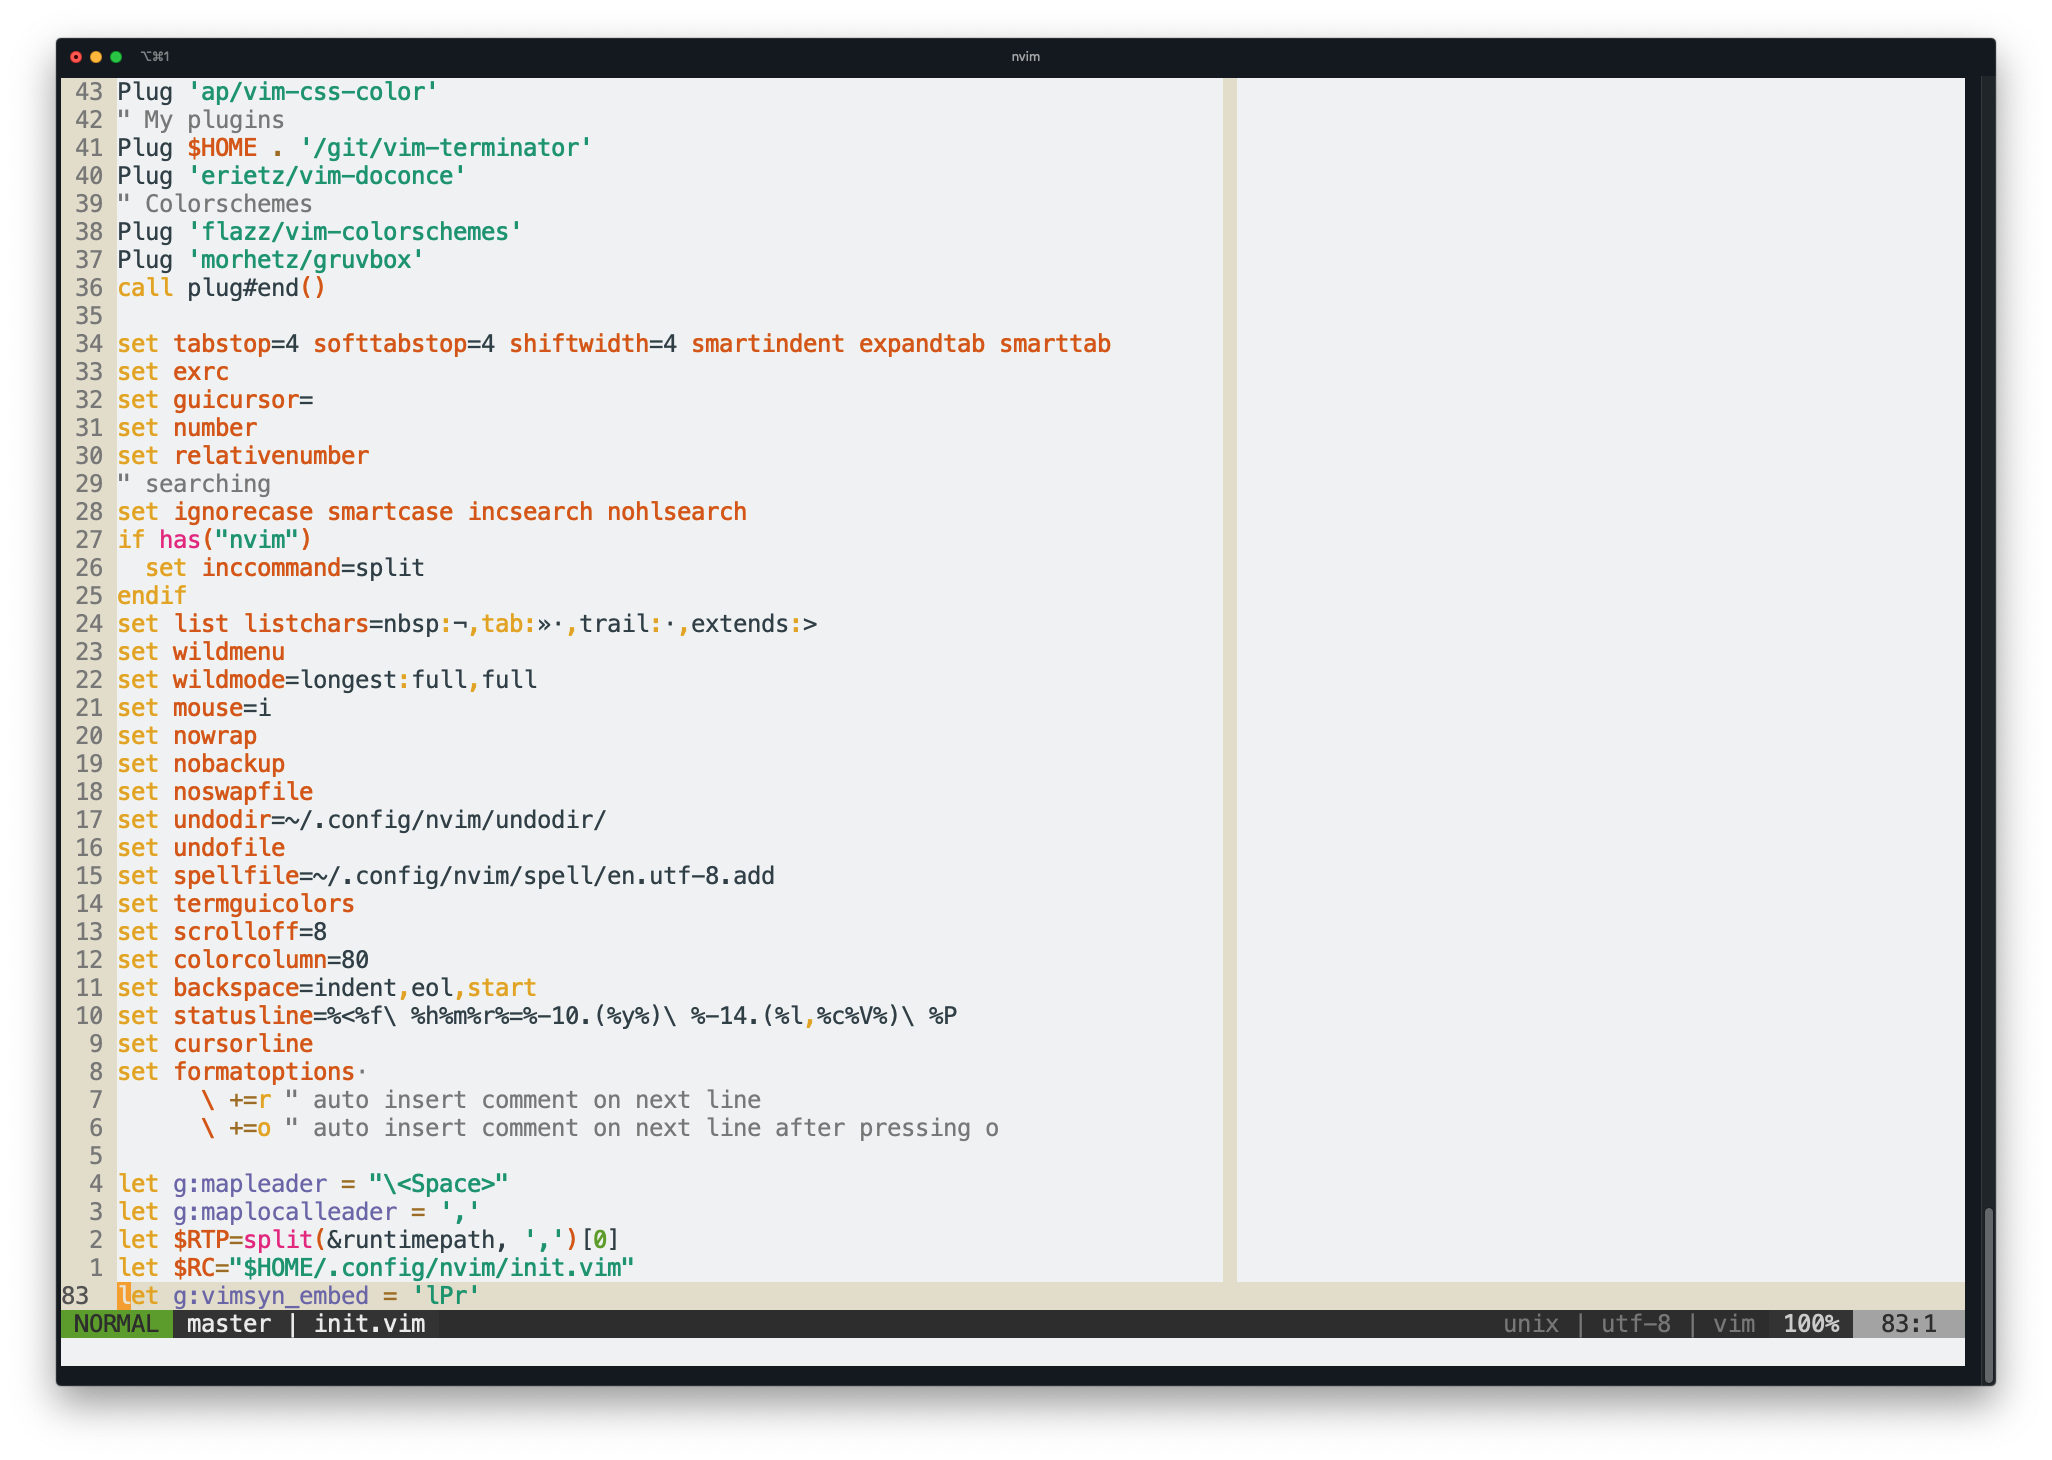 ⌥⌘1 nvim
43 Plug 'ap/vim-css-color'
42 " My plugins
41 Plug $HOME . '/git/vim-terminator'
40 Plug 'erietz/vim-doconce'
39 " Colorschemes
38 Plug 'flazz/vim-colorschemes'
37 Plug 'morhetz/gruvbox'
36 call plug#end()
35
34 set tabstop=4 softtabstop=4 shiftwidth=4 smartindent expandtab smarttab
33 set exrc
32 set guicursor=
31 set number
30 set relativenumber
29 " searching
28 set ignorecase smartcase incsearch nohlsearch
27 if has("nvim")
26   set inccommand=split
25 endif
24 set list listchars=nbsp:¬,tab:»·,trail:·,extends:>
23 set wildmenu
22 set wildmode=longest:full,full
21 set mouse=i
20 set nowrap
19 set nobackup
18 set noswapfile
17 set undodir=~/.config/nvim/undodir/
16 set undofile
15 set spellfile=~/.config/nvim/spell/en.utf-8.add
14 set termguicolors
13 set scrolloff=8
12 set colorcolumn=80
11 set backspace=indent,eol,start
10 set statusline=%<%f\ %h%m%r%=%-10.(%y%)\ %-14.(%l,%c%V%)\ %P
9 set cursorline
8 set formatoptions·
7       \ +=r " auto insert comment on next line
6       \ +=o " auto insert comment on next line after pressing o
5
4 let g:mapleader = "\<Space>"
3 let g:maplocalleader = ','
2 let $RTP=split(&runtimepath, ',')[0]
1 let $RC="$HOME/.config/nvim/init.vim"
83 let g:vimsyn_embed = 'lPr'
NORMAL master | init.vim unix | utf-8 | vim 100% 83:1